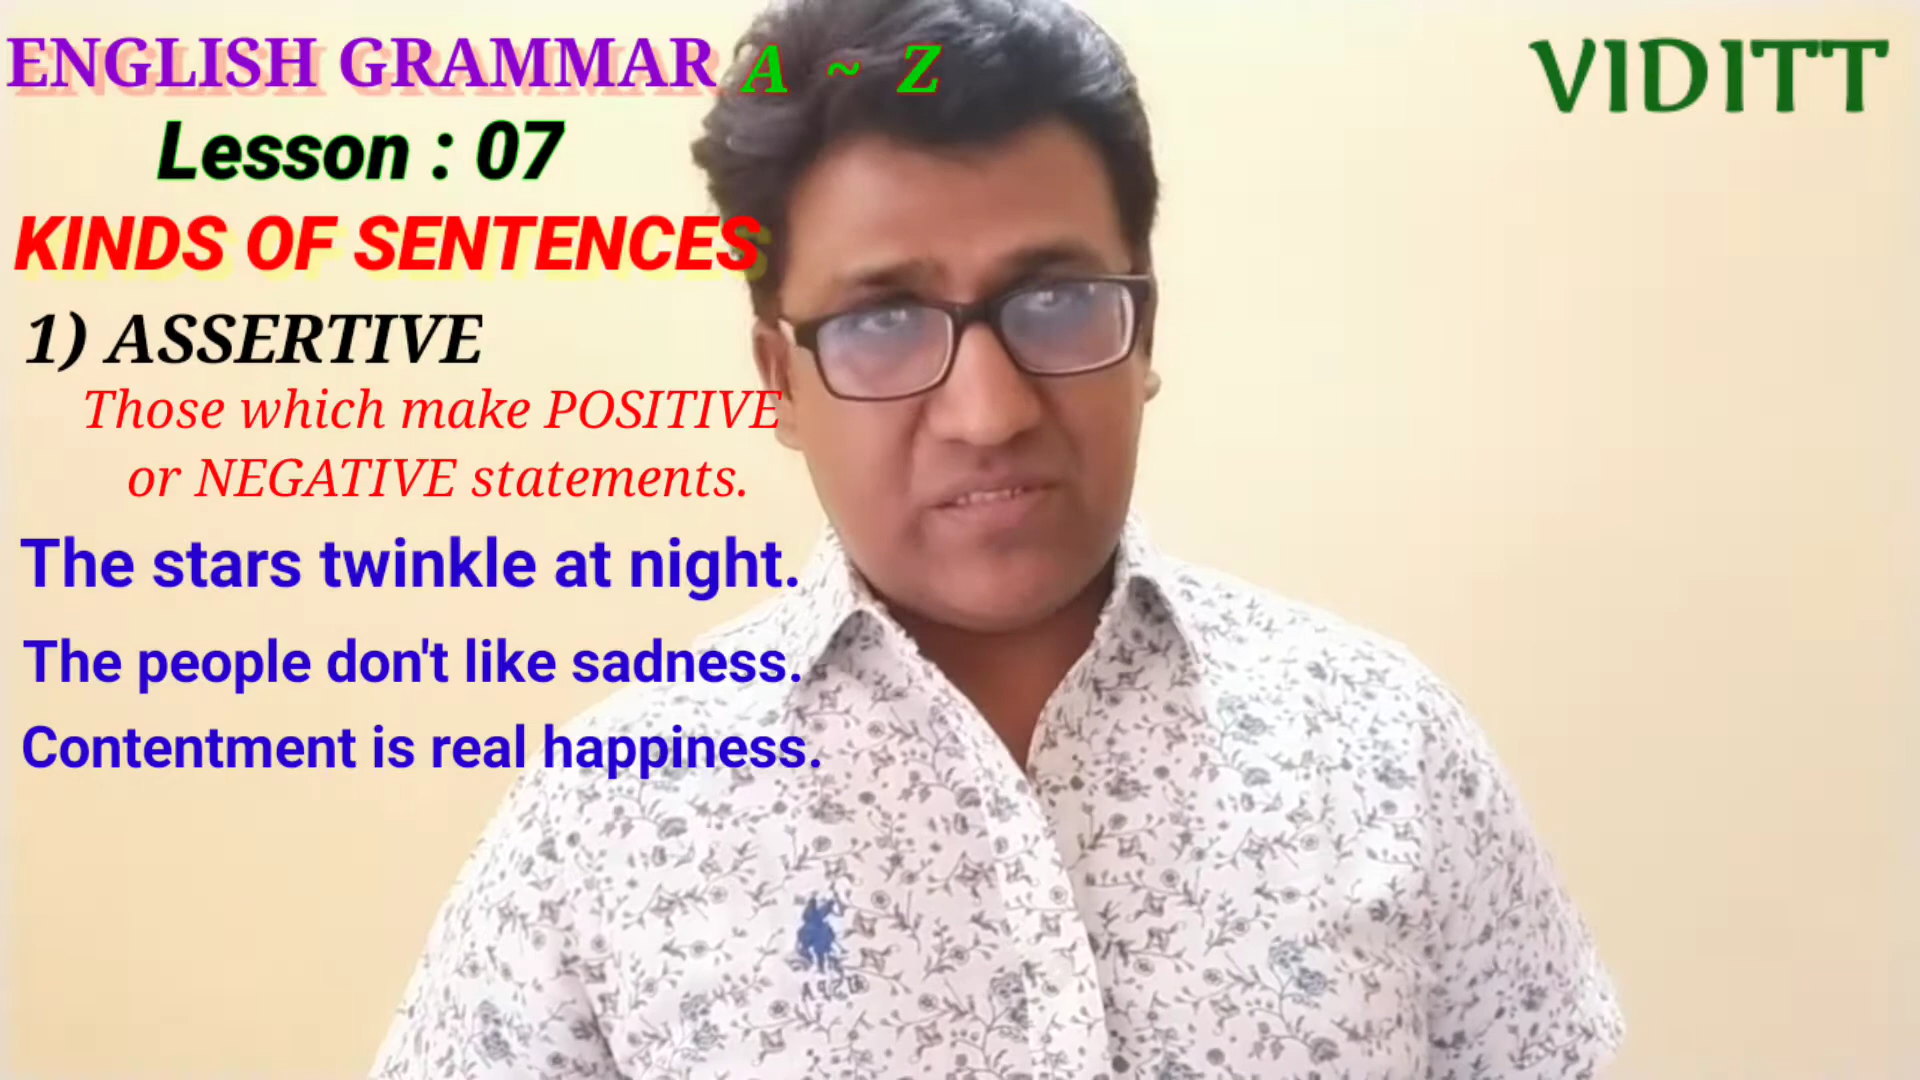 ENGLISH GRAMMAR A ~ Z
VIDITT
Lesson : 07
KINDS OF SENTENCES
1) ASSERTIVE
Those which make POSITIVE
or NEGATIVE statements.
The stars twinkle at night.
The people don't like sadness.
Contentment is real happiness.